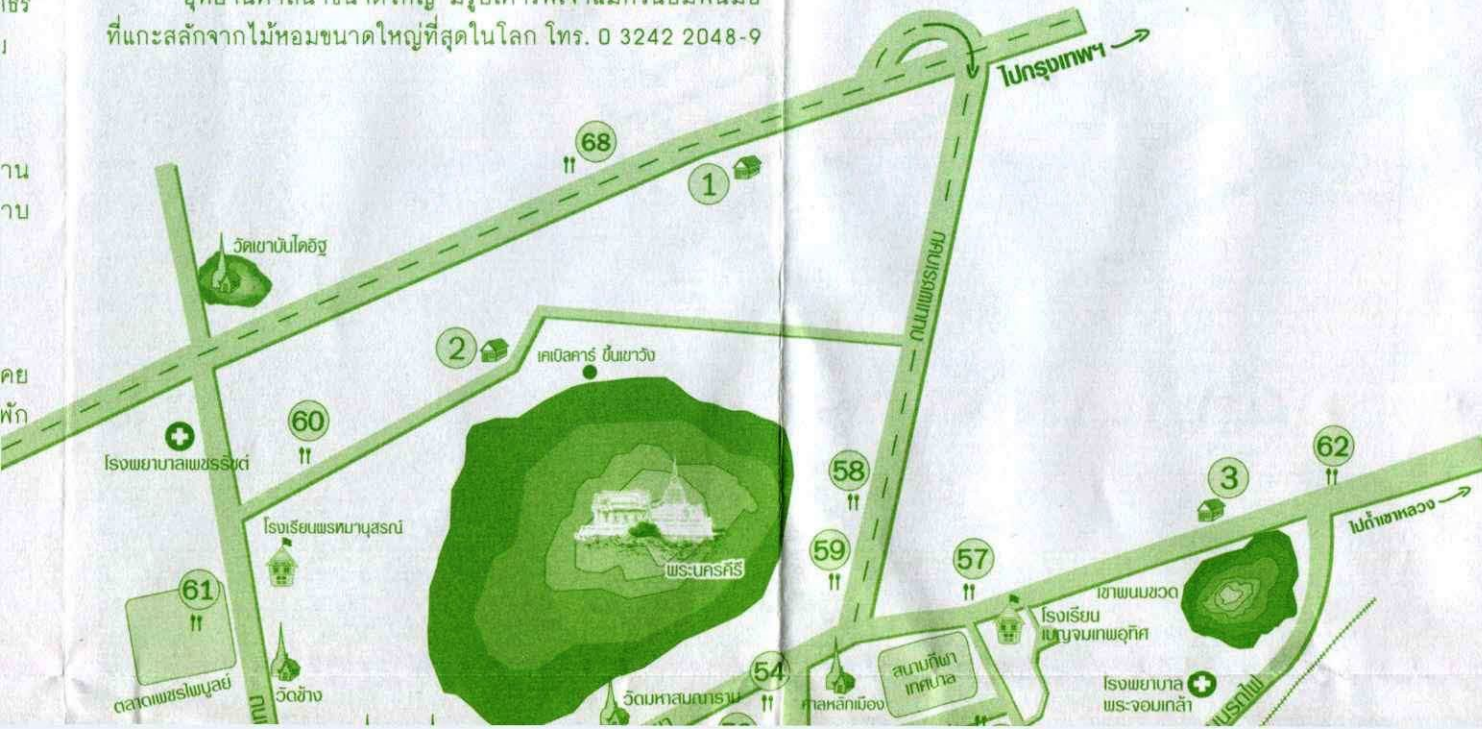 ที่แกะสลักจากไม้หอมขนาดใหญ่ที่สุดในโลก โทร. 0 3242 2048-9
ไปกรุงเทพฯ
68
1
วัดเขาบันไดอิฐ
ถนนเพชรเกษม
2
เคเบิลคาร์ ขึ้นเขาวัง
60
โรงพยาบาลเพชรรัชต์
58
3
62
ไปถ้ำเขาหลวง
โรงเรียนพรหมานุสรณ์
59
57
พระนครคีรี
61
เขาพนมขวด
โรงเรียน
เบญจมเทพอุทิศ
สนามกีฬา
เทศบาล
54
ตลาดเพชรไพบูลย์
วัดช้าง
วัดมหาสมณาราม
ศาลหลักเมือง
โรงพยาบาล
พระจอมเกล้า